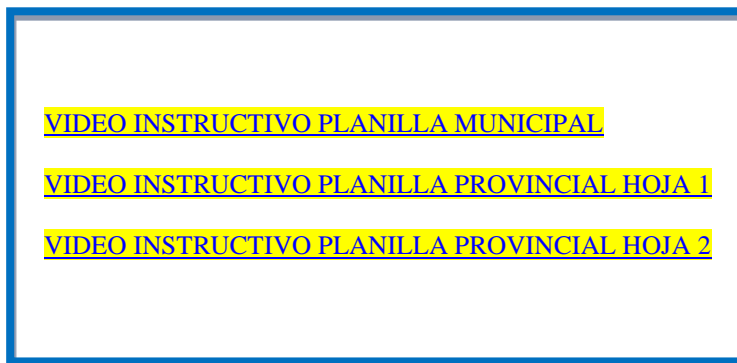 VIDEO INSTRUCTIVO PLANILLA MUNICIPAL
VIDEO INSTRUCTIVO PLANILLA PROVINCIAL HOJA 1
VIDEO INSTRUCTIVO PLANILLA PROVINCIAL HOJA 2